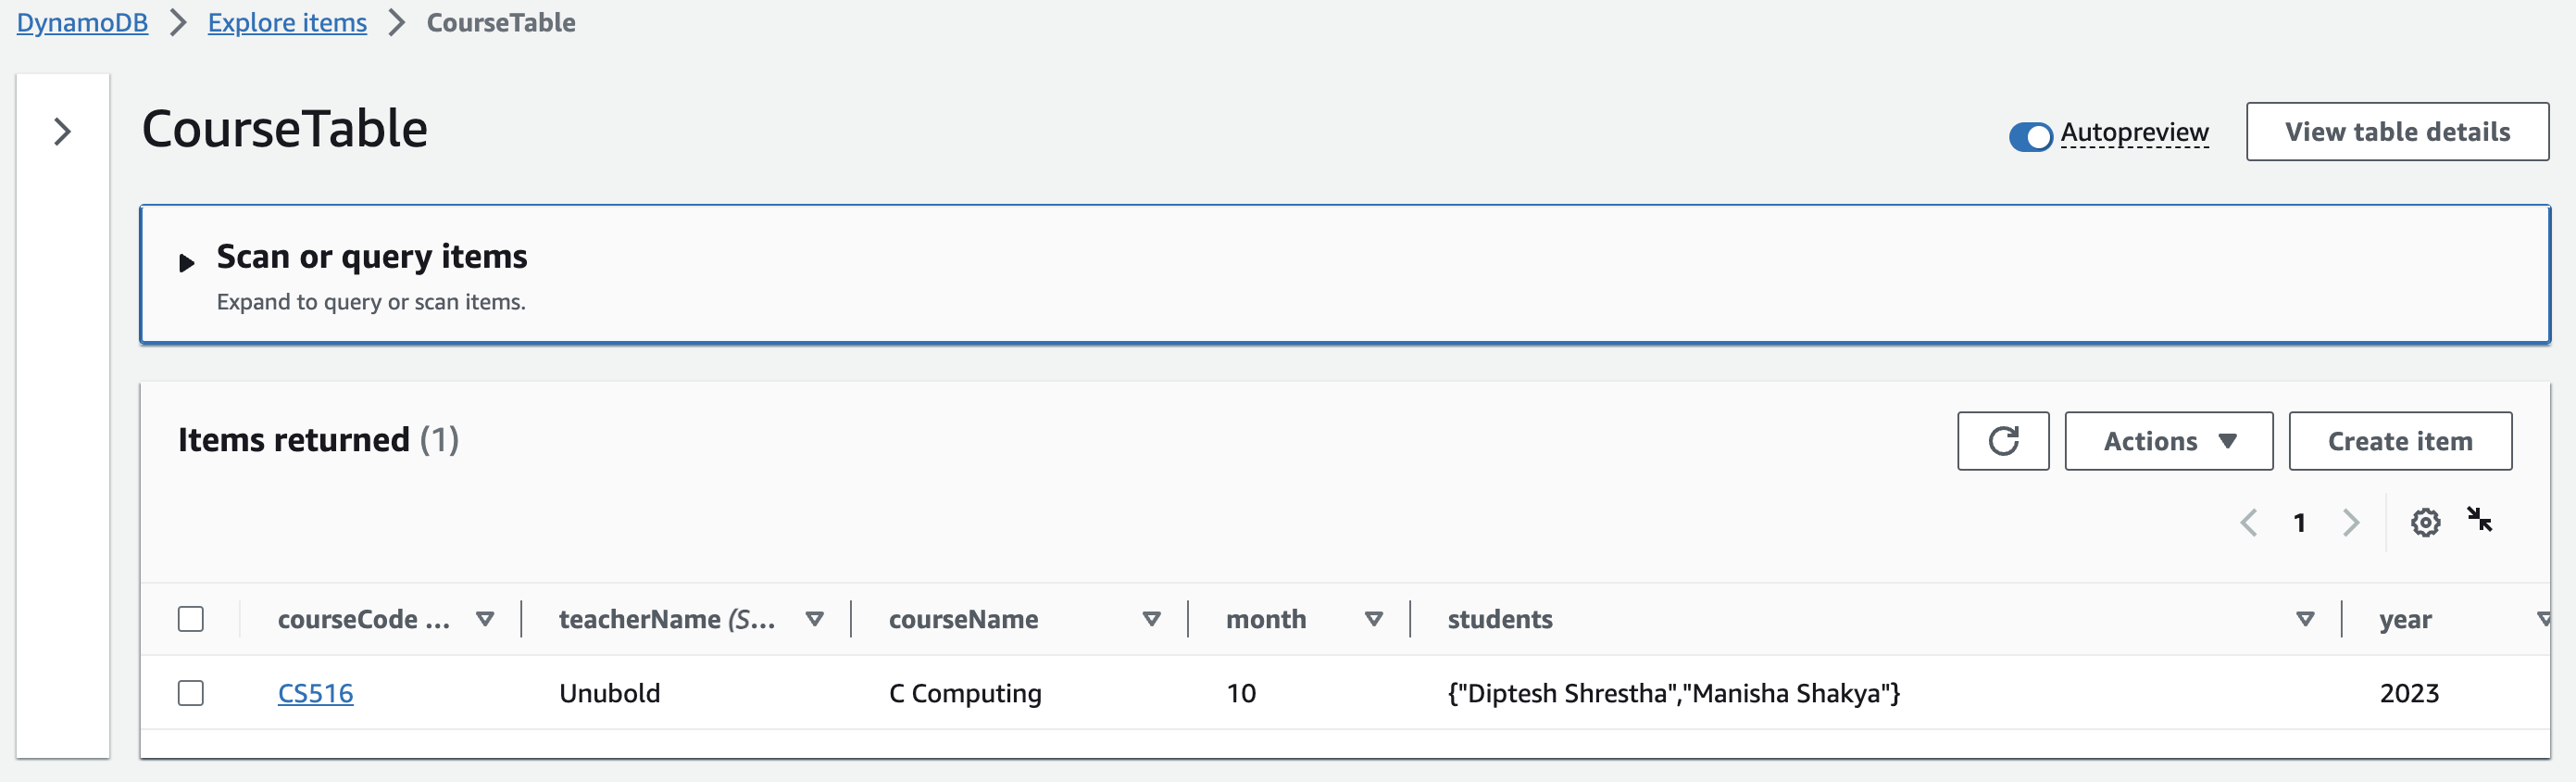 DynamoDB > Explore items > CourseTable
CourseTable
Autopreview
View table details
Scan or query items
Expand to query or scan items.
Items returned (1)
Actions
Create item
1
courseCode ... teacherName (S... courseName month students year
CS516 Unubold C Computing 10 {"Diptesh Shrestha","Manisha Shakya"} 2023